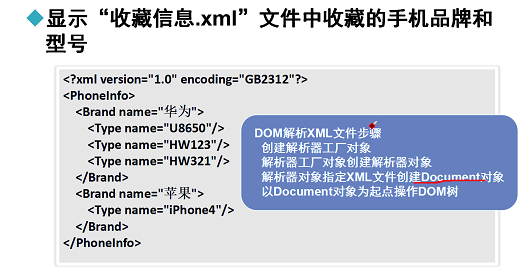 显示“收藏信息.xml”文件中收藏的手机品牌和
型号
<?xml version="1.0" encoding="GB2312"?>
<PhoneInfo>
<Brand name="华为">
<Type name="U8650"/>
<Type name="HW123"/>
<Type name="HW321"/>
</Brand>
<Brand name="苹果">
<Type name="iPhone4"/>
</Brand>
</PhoneInfo>
DOM解析XML文件步骤
创建解析器工厂对象
解析器工厂对象创建解析器对象
解析器对象指定XML文件创建Document对象
以Document对象为起点操作DOM树